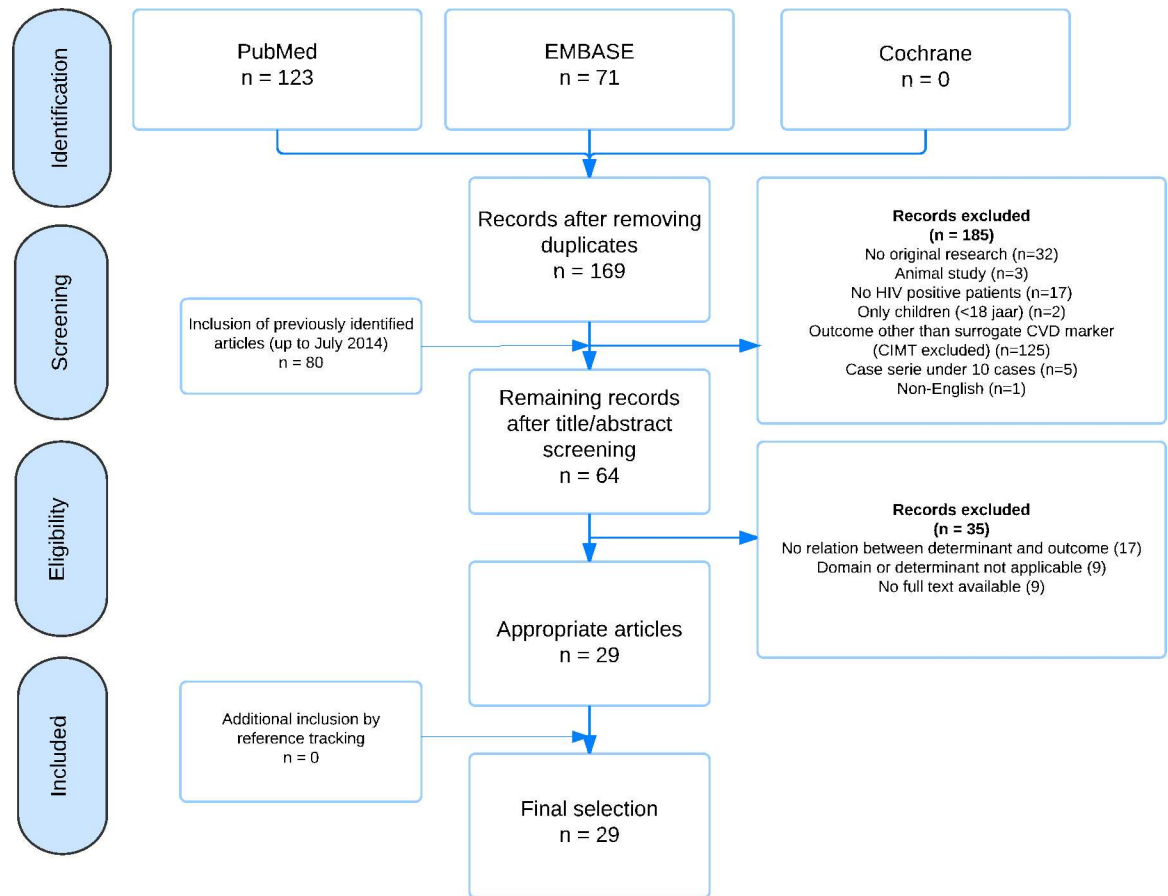 Identification
PubMed
n = 123
EMBASE
n = 71
Cochrane
n = 0
Screening
Records after removing
duplicates
n = 169
Inclusion of previously identified
articles (up to July 2014)
n = 80
Records excluded
(n = 185)
No original research (n=32)
Animal study (n=3)
No HIV positive patients (n=17)
Only children (<18 jaar) (n=2)
Outcome other than surrogate CVD marker
(CIMT excluded) (n=125)
Case serie under 10 cases (n=5)
Non-English (n=1)
Remaining records
after title/abstract
screening
n = 64
Eligibility
Records excluded
(n = 35)
No relation between determinant and outcome (17)
Domain or determinant not applicable (9)
No full text available (9)
Appropriate articles
n = 29
Included
Additional inclusion by
reference tracking
n = 0
Final selection
n = 29